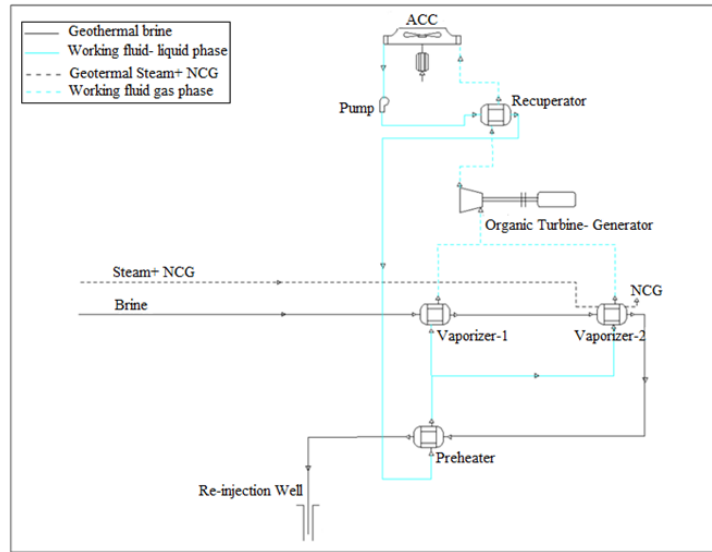 ACC
Geothermal brine
Working fluid- liquid phase
Geotermal Steam+ NCG
Working fluid gas phase
Pump
Recuperator
Organic Turbine- Generator
Steam+ NCG
NCG
Brine
Vaporizer-1
Vaporizer-2
Preheater
Re-injection Well